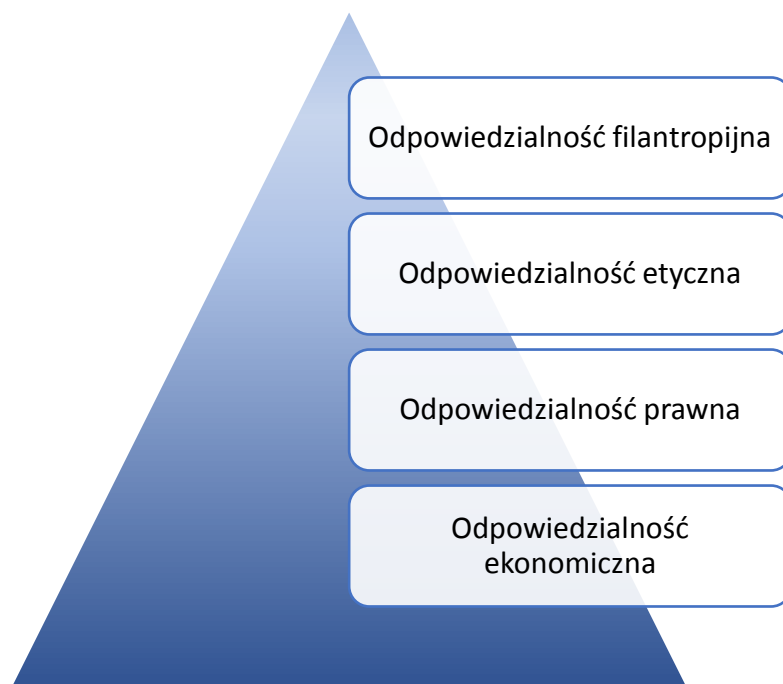 Odpowiedzialność filantropijna
Odpowiedzialność etyczna
Odpowiedzialność prawna
Odpowiedzialność
ekonomiczna